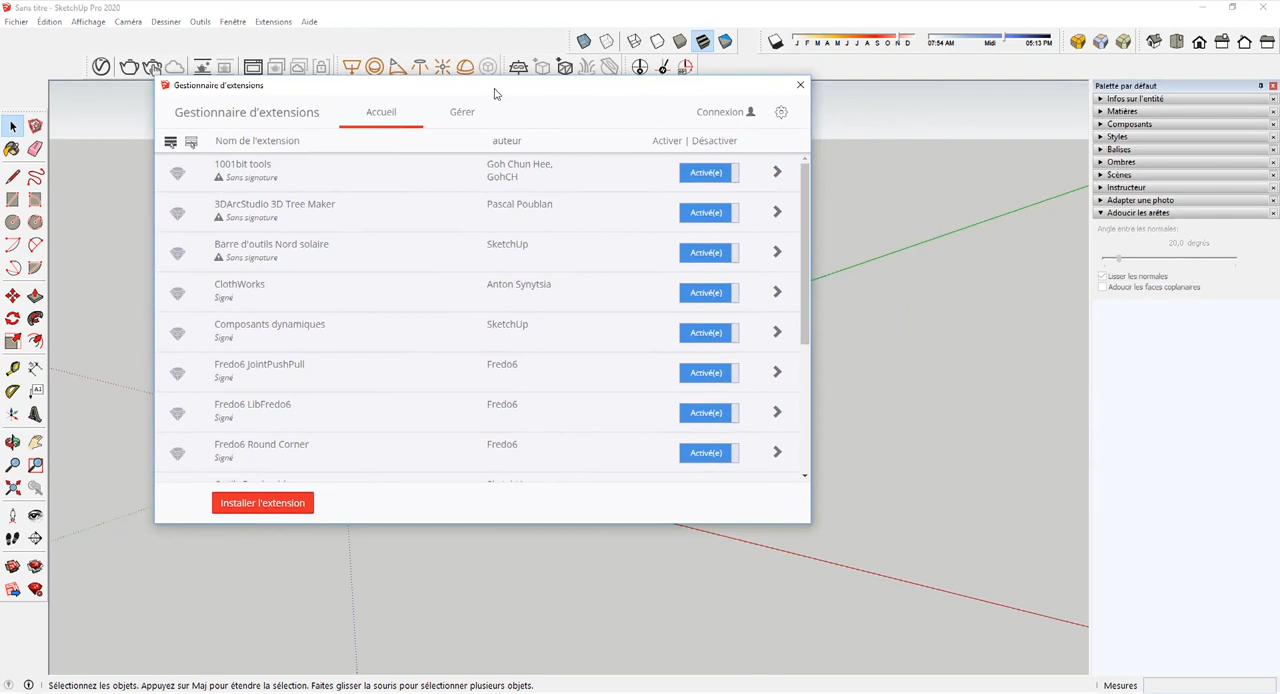 Sans titre - SketchUp Pro 2020
Fichier Édition Affichage Caméra Dessiner Outils Fenêtre Extensions Aide
J F M A M J J A S O N D 07:54 AM Midi 05:13 PM
Gestionnaire d'extensions
Gestionnaire d'extensions Accueil Gérer Connexion
Nom de l'extension auteur Activer | Désactiver
1001bit tools Goh Chun Hee, GohCH Activé(e)
Sans signature
3DArcStudio 3D Tree Maker Pascal Poublan Activé(e)
Sans signature
Barre d'outils Nord solaire SketchUp Activé(e)
Sans signature
ClothWorks Anton Synytsia Activé(e)
Signé
Composants dynamiques SketchUp Activé(e)
Signé
Fredo6 JointPushPull Fredo6 Activé(e)
Signé
Fredo6 LibFredo6 Fredo6 Activé(e)
Signé
Fredo6 Round Corner Fredo6 Activé(e)
Signé
Installer l'extension
Palette par défaut
Infos sur l'entité
Matières
Composants
Styles
Balises
Ombres
Scènes
Instructeur
Adapter une photo
Adoucir les arêtes
Angle entre les normales:
20,0 degrés
Lisser les normales
Adoucir les faces coplanaires
Sélectionnez les objets. Appuyez sur Maj pour étendre la sélection. Faites glisser la souris pour sélectionner plusieurs objets. Mesures